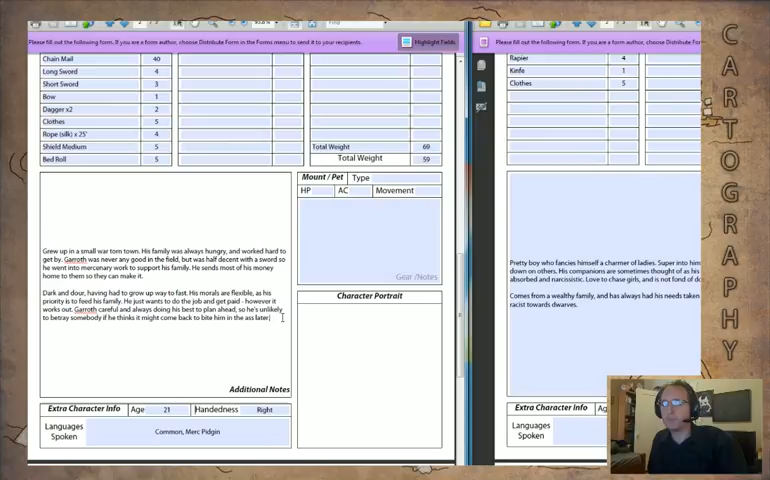 Please fill out the following form. If you are a form author, choose Distribute Form in the Forms menu to send it to your recipients.
Highlight Fields
Chain Mail 40
Long Sword 4
Short Sword 3
Bow 1
Dagger x2 2
Clothes 5
Rope (silk) x 25' 4
Shield Medium 5
Bed Roll 5
Total Weight 69
Total Weight 59
Grew up in a small war torn town. His family was always hungry, and worked hard to
get by. Garroth was never any good in the field, but was half decent with a sword so
he went into mercenary work to support his family. He sends most of his money
home to them so they can make it.
Dark and dour, having had to grow up way to fast. His morals are flexible, as his
priority is to feed his family. He just wants to do the job and get paid - however it
works out. Garroth careful and always doing his best to plan ahead, so he's unlikely
to betray somebody if he thinks it might come back to bite him in the ass later
Additional Notes
Mount / Pet Type
HP AC Movement
Gear /Notes
Character Portrait
Extra Character Info Age 21 Handedness Right
Languages
Spoken
Common, Merc Pidgin
Please fill out the following form. If you are a form author, choose Distribute Form
Rapier 4
Kinfe 1
Clothes 5
Pretty boy who fancies himself a charmer of ladies. Super into him
down on others. His companions are sometimes thought of as his
absorbed and narcissistic. Love to chase girls, and is not fond of d
Comes from a wealthy family, and has always had his needs taken
racist towards dwarves.
Extra Character Info Ag
Languages
Spoken
CARTOGRAPHY